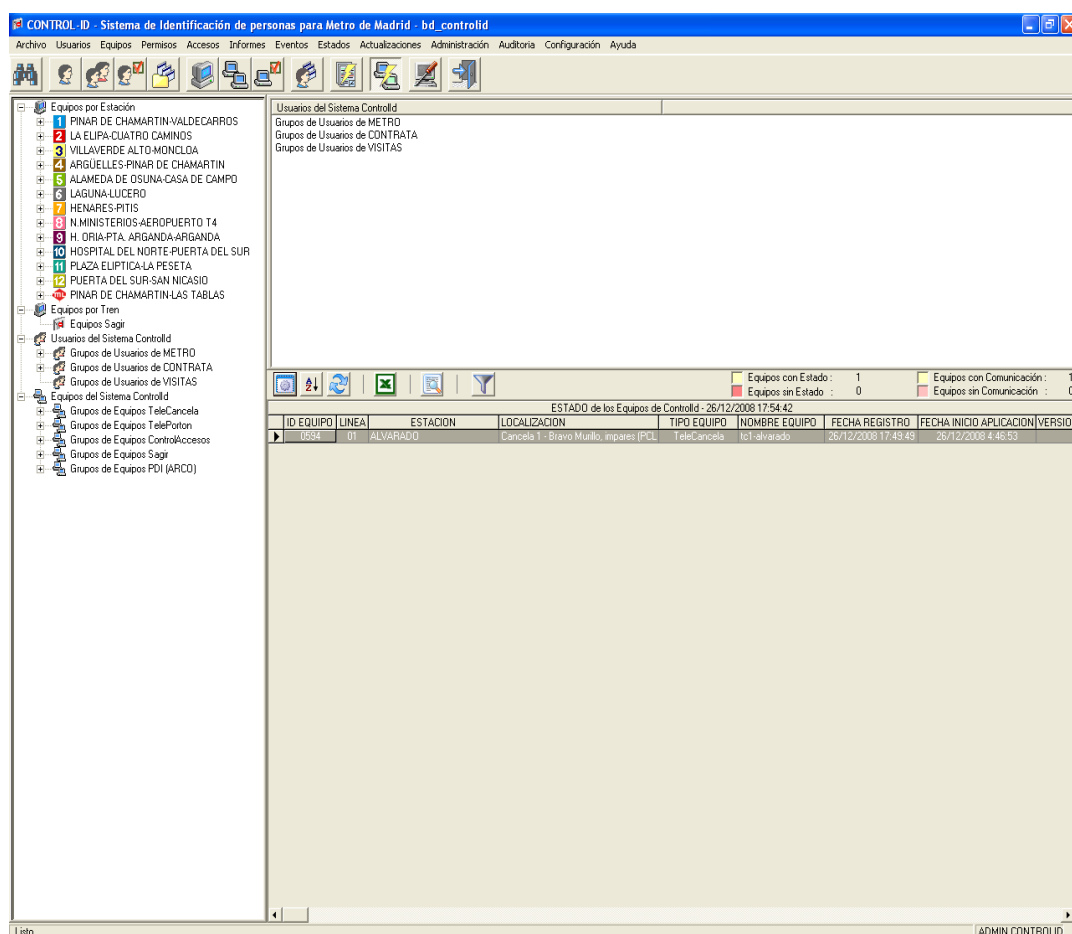 CONTROL-ID - Sistema de Identificación de personas para Metro de Madrid - bd_controlid
Archivo Usuarios Equipos Permisos Accesos Informes Eventos Estados Actualizaciones Administración Auditoria Configuración Ayuda
Equipos por Estación
1 PINAR DE CHAMARTIN-VALDECARROS
2 LA ELIPA-CUATRO CAMINOS
3 VILLAVERDE ALTO-MONCLOA
4 ARGÜELLES-PINAR DE CHAMARTIN
5 ALAMEDA DE OSUNA-CASA DE CAMPO
6 LAGUNA-LUCERO
7 HENARES-PITIS
8 N.MINISTERIOS-AEROPUERTO T4
9 H. ORIA-PTA. ARGANDA-ARGANDA
10 HOSPITAL DEL NORTE-PUERTA DEL SUR
11 PLAZA ELIPTICA-LA PESETA
12 PUERTA DEL SUR-SAN NICASIO
ML PINAR DE CHAMARTIN-LAS TABLAS
Equipos por Tren
Equipos Sagir
Usuarios del Sistema ControlId
Grupos de Usuarios de METRO
Grupos de Usuarios de CONTRATA
Grupos de Usuarios de VISITAS
Equipos del Sistema ControlId
Grupos de Equipos TeleCancela
Grupos de Equipos TelePorton
Grupos de Equipos ControlAccesos
Grupos de Equipos Sagir
Grupos de Equipos PDI (ARCO)
Usuarios del Sistema ControlId
Grupos de Usuarios de METRO
Grupos de Usuarios de CONTRATA
Grupos de Usuarios de VISITAS
Equipos con Estado : 1 Equipos con Comunicación : 1
Equipos sin Estado : 0 Equipos sin Comunicación : 0
ESTADO de los Equipos de ControlId - 26/12/2008 17:54:42
ID EQUIPO LINEA ESTACION LOCALIZACION TIPO EQUIPO NOMBRE EQUIPO FECHA REGISTRO FECHA INICIO APLICACION VERSIO
0594 01 ALVARADO Cancela 1 - Bravo Murillo, impares (PCL TeleCancela tc1-alvarado 26/12/2008 17:49:49 26/12/2008 4:46:53
Listo ADMIN CONTROLID